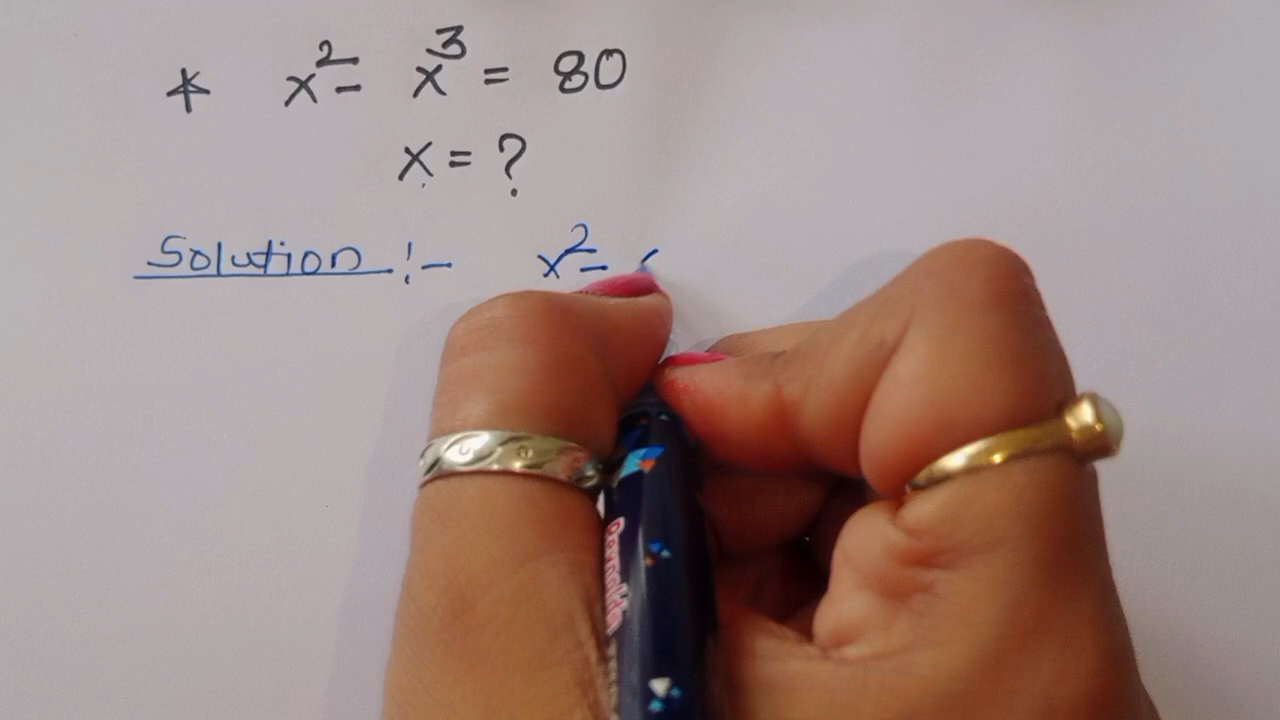 * x² - x³ = 80
x = ?
Solution :- x² -